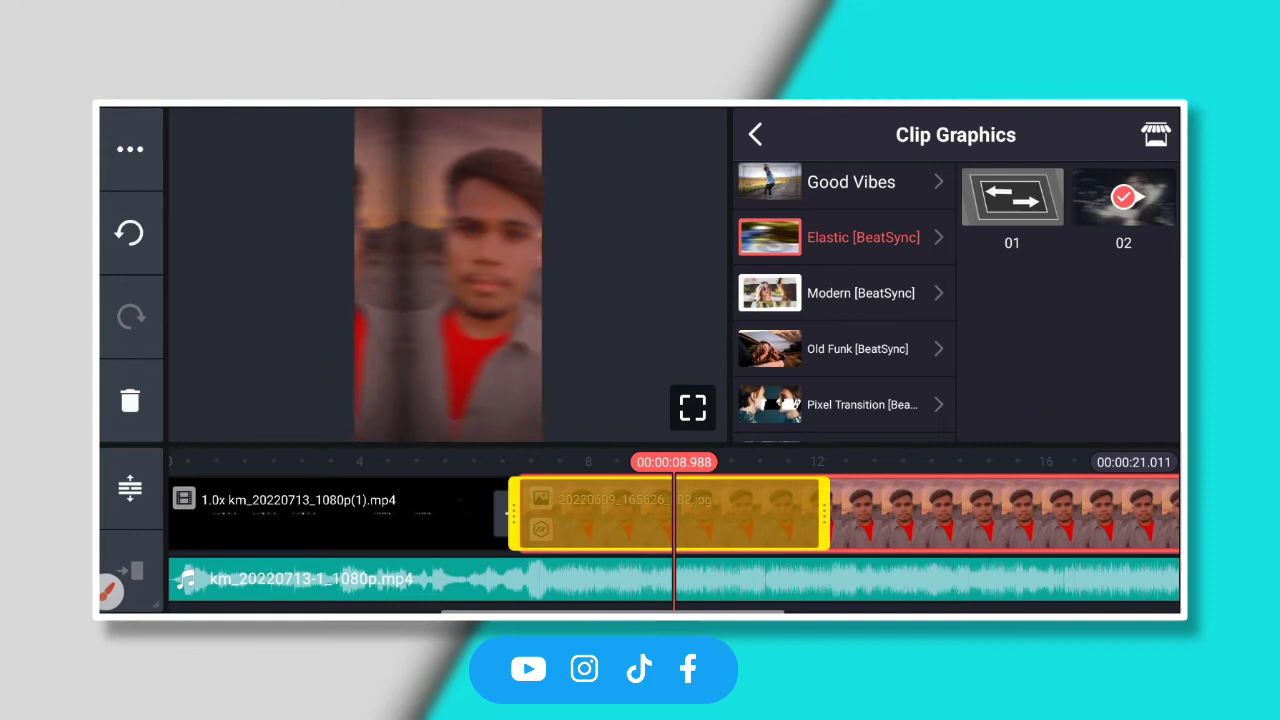 Clip Graphics
Good Vibes
Elastic [BeatSync]
Modern [BeatSync]
Old Funk [BeatSync]
Pixel Transition [Bea...
01
02
4
8
00:00:08.988
12
16
00:00:21.011
1.0x km_20220713_1080p(1).mp4
km_20220713-1_1080p.mp4